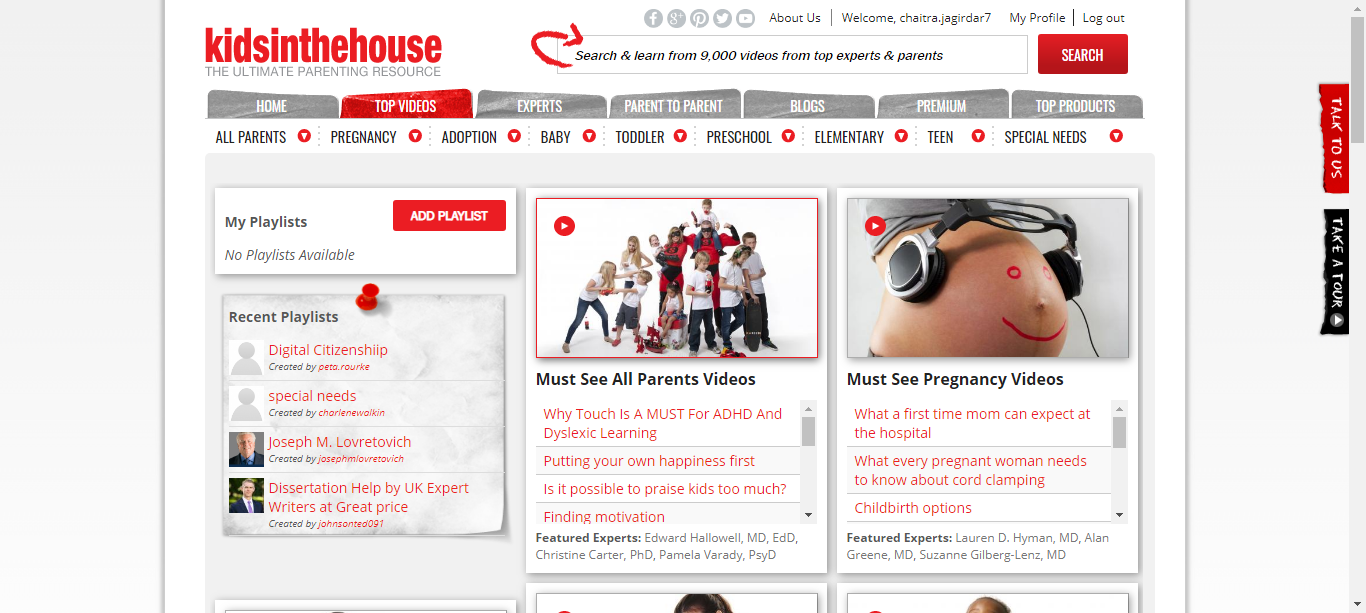 About Us
Welcome, chaitra.jagirdar7
My Profile
Log out
kidsinthehouse
THE ULTIMATE PARENTING RESOURCE
Search & learn from 9,000 videos from top experts & parents
SEARCH
HOME
TOP VIDEOS
EXPERTS
PARENT TO PARENT
BLOGS
PREMIUM
TOP PRODUCTS
ALL PARENTS
PREGNANCY
ADOPTION
BABY
TODDLER
PRESCHOOL
ELEMENTARY
TEEN
SPECIAL NEEDS
TALK TO US
TAKE A TOUR
My Playlists
ADD PLAYLIST
No Playlists Available
Recent Playlists
Digital Citizenshiip
Created by peta.rourke
special needs
Created by charlenewalkin
Joseph M. Lovretovich
Created by josephmlovretovich
Dissertation Help by UK Expert
Writers at Great price
Created by johnsonted091
Must See All Parents Videos
Why Touch Is A MUST For ADHD And
Dyslexic Learning
Putting your own happiness first
Is it possible to praise kids too much?
Finding motivation
Featured Experts: Edward Hallowell, MD, EdD,
Christine Carter, PhD, Pamela Varady, PsyD
Must See Pregnancy Videos
What a first time mom can expect at
the hospital
What every pregnant woman needs
to know about cord clamping
Childbirth options
Featured Experts: Lauren D. Hyman, MD, Alan
Greene, MD, Suzanne Gilberg-Lenz, MD